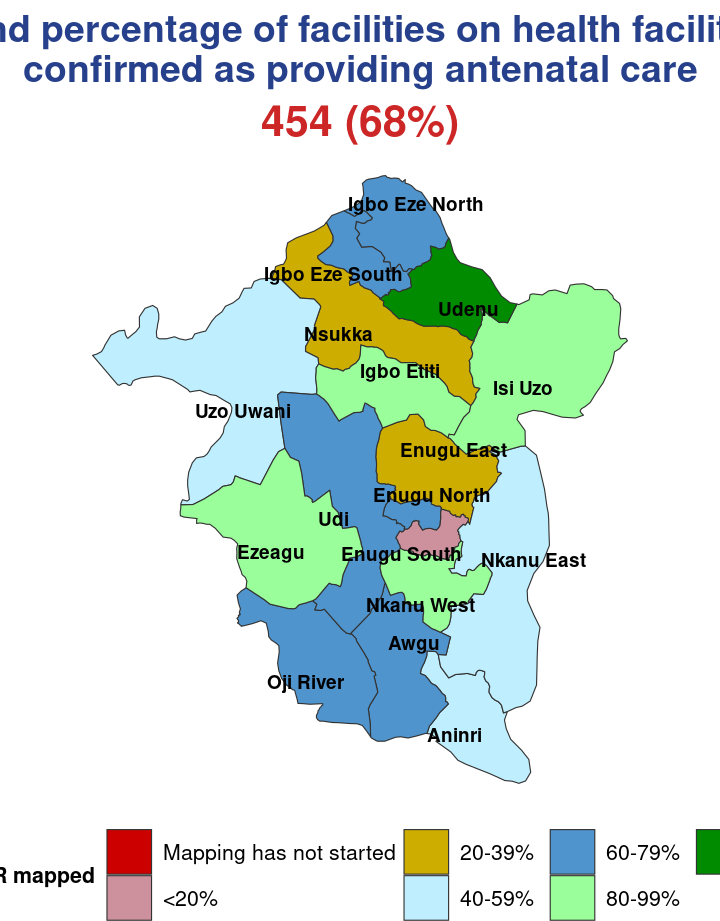 percentage of facilities on health
confirmed as providing antenatal care
454 (68%)
Igbo Eze North
Igbo Eze South
Udenu
Nsukka
Igbo Etiti
Isi Uzo
Uzo Uwani
Enugu East
Enugu North
Udi
Ezeagu
Enugu South
Nkanu East
Nkanu West
Awgu
Oji River
Aninri
Mapping has not started
20-39%
60-79%
mapped
<20%
40-59%
80-99%